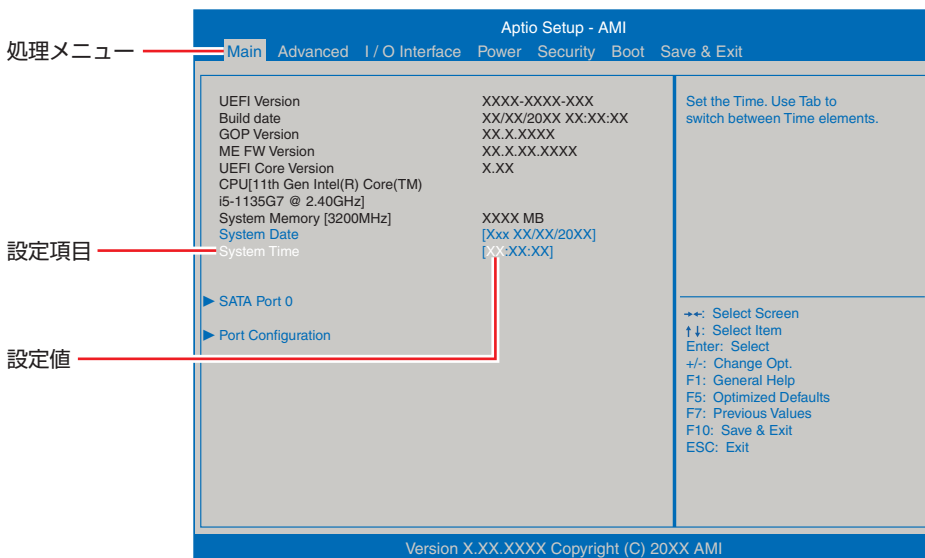 Aptio Setup - AMI
処理メニュー
Main Advanced I / O Interface Power Security Boot Save & Exit
UEFI Version XXXX-XXXX-XXX
Build date XX/XX/20XX XX:XX:XX
GOP Version XX.X.XXXX
ME FW Version XX.X.XX.XXXX
UEFI Core Version X.XX
CPU[11th Gen Intel(R) Core(TM)
i5-1135G7 @ 2.40GHz]
System Memory [3200MHz] XXXX MB
System Date [Xxx XX/XX/20XX]
設定項目
System Time [XX:XX:XX]
▶ SATA Port 0
▶ Port Configuration
設定値
Set the Time. Use Tab to
switch between Time elements.
→←: Select Screen
↑↓: Select Item
Enter: Select
+/-: Change Opt.
F1: General Help
F5: Optimized Defaults
F7: Previous Values
F10: Save & Exit
ESC: Exit
Version X.XX.XXXX Copyright (C) 20XX AMI